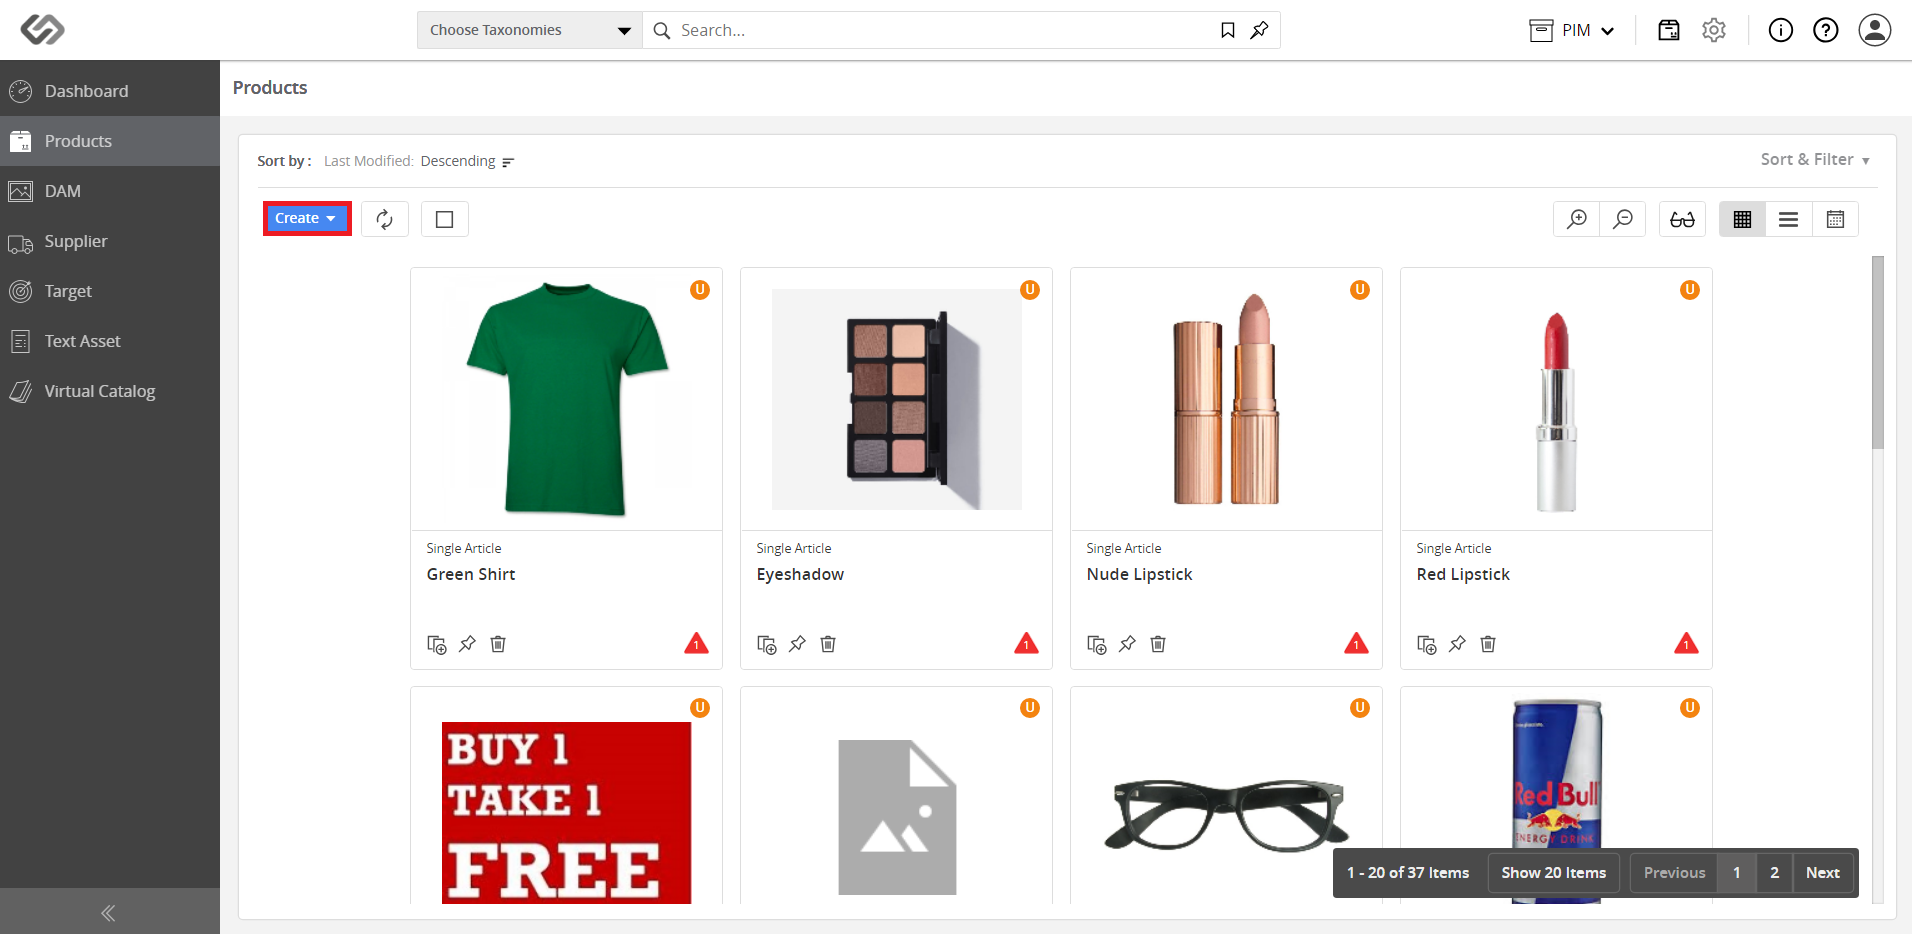 Choose Taxonomies
Search...
PIM
Dashboard
Products
DAM
Supplier
Target
Text Asset
Virtual Catalog
Products
Sort by : Last Modified: Descending
Sort & Filter
Create
U
U
U
U
Single Article
Green Shirt
1
Single Article
Eyeshadow
1
Single Article
Nude Lipstick
1
Single Article
Red Lipstick
1
U
BUY 1
TAKE 1
FREE
U
U
U
Red Bull
ENERGY DRINK
1 - 20 of 37 Items
Show 20 Items
Previous
1
2
Next